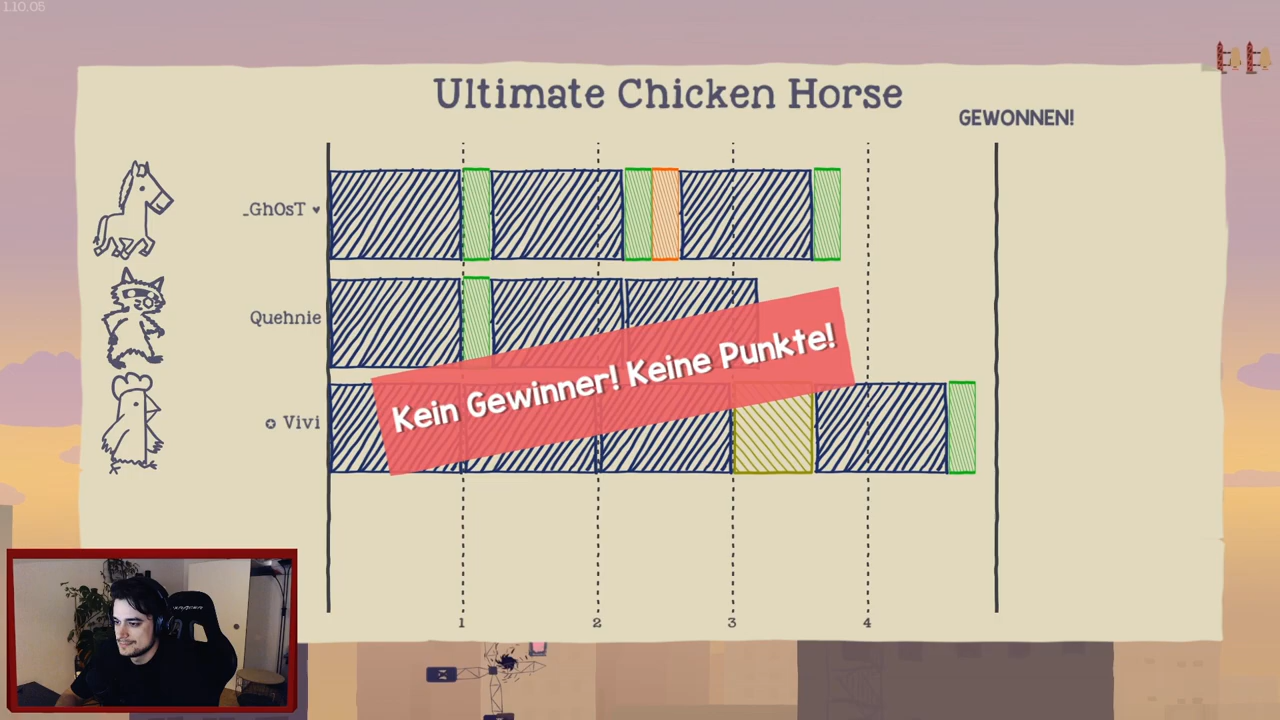 1.10.05
Ultimate Chicken Horse
GEWONNEN!
_GhOsT ♥
Quehnie
✪ Vivi
Kein Gewinner! Keine Punkte!
1 2 3 4